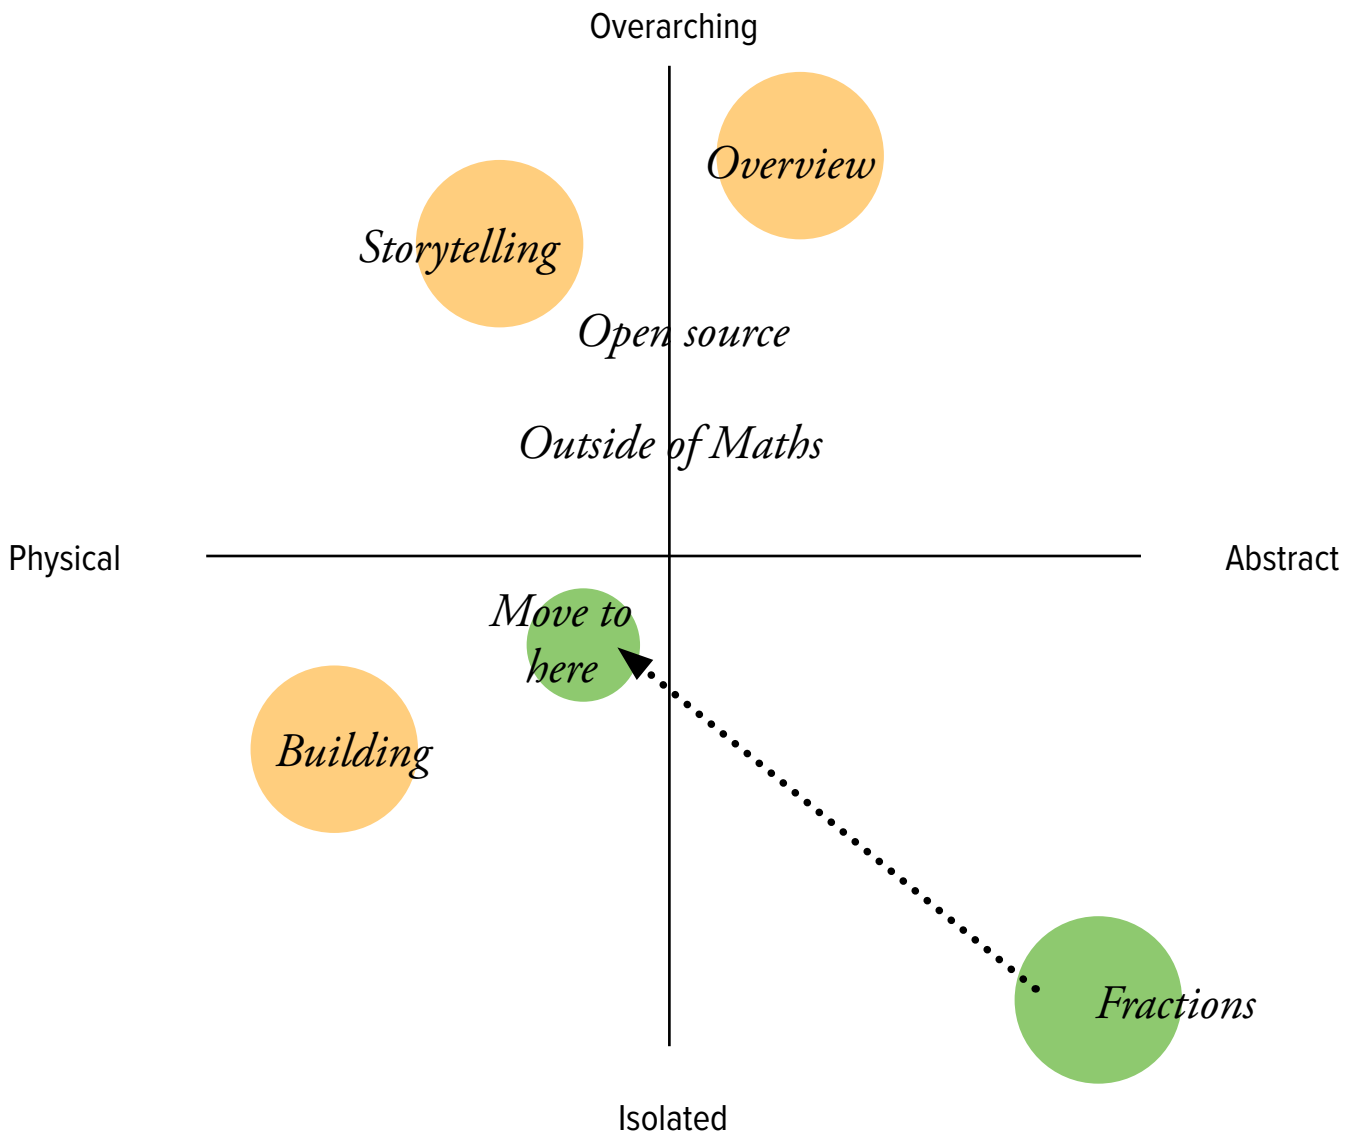 Overarching
Overview
Storytelling
Open source
Outside of Maths
Physical
Abstract
Move to
here
Building
Fractions
Isolated